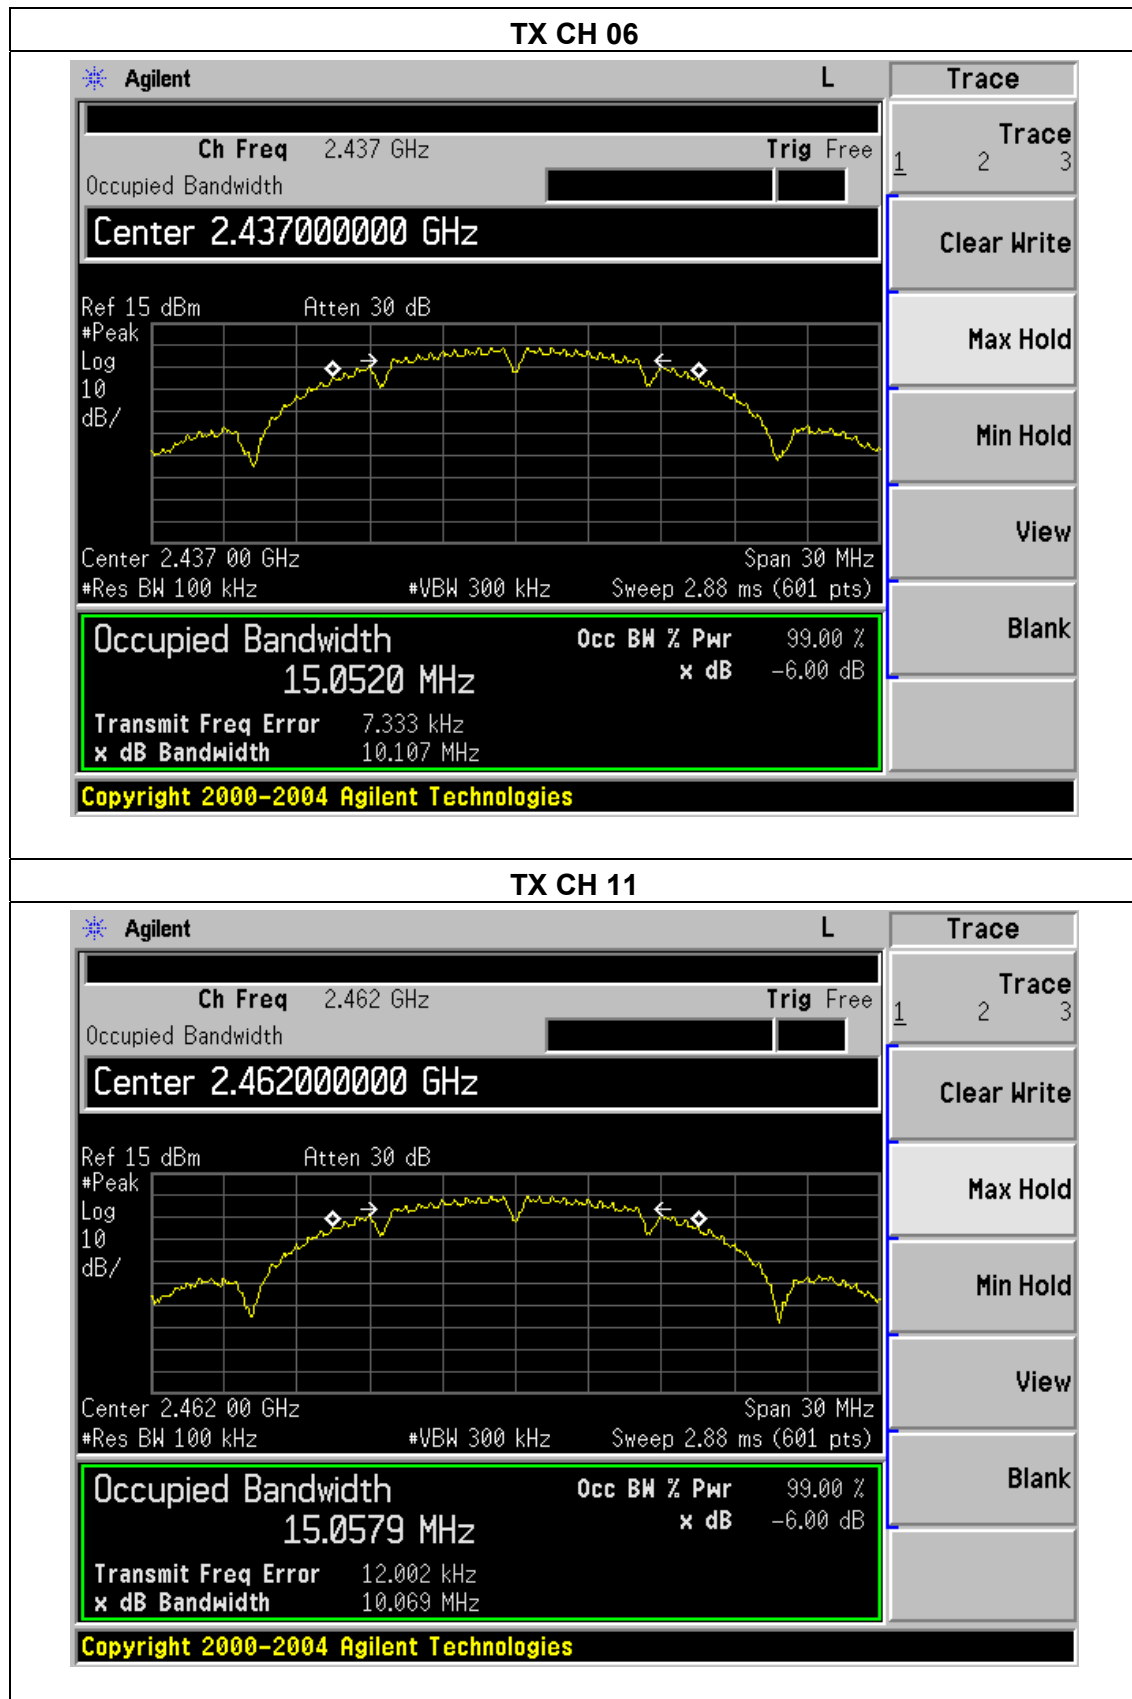 TX CH 06
Agilent L Trace
Ch Freq 2.437 GHz Trig Free
Occupied Bandwidth
Trace
1 2 3
Center 2.437000000 GHz
Clear Write
Ref 15 dBm Atten 30 dB
#Peak
Log
10
dB/
Max Hold
Min Hold
View
Center 2.437 00 GHz Span 30 MHz
#Res BW 100 kHz #VBW 300 kHz Sweep 2.88 ms (601 pts)
Blank
Occupied Bandwidth Occ BW % Pwr 99.00 %
15.0520 MHz x dB -6.00 dB
Transmit Freq Error 7.333 kHz
x dB Bandwidth 10.107 MHz
Copyright 2000-2004 Agilent Technologies
TX CH 11
Agilent L Trace
Ch Freq 2.462 GHz Trig Free
Occupied Bandwidth
Trace
1 2 3
Center 2.462000000 GHz
Clear Write
Ref 15 dBm Atten 30 dB
#Peak
Log
10
dB/
Max Hold
Min Hold
View
Center 2.462 00 GHz Span 30 MHz
#Res BW 100 kHz #VBW 300 kHz Sweep 2.88 ms (601 pts)
Blank
Occupied Bandwidth Occ BW % Pwr 99.00 %
15.0579 MHz x dB -6.00 dB
Transmit Freq Error 12.002 kHz
x dB Bandwidth 10.069 MHz
Copyright 2000-2004 Agilent Technologies